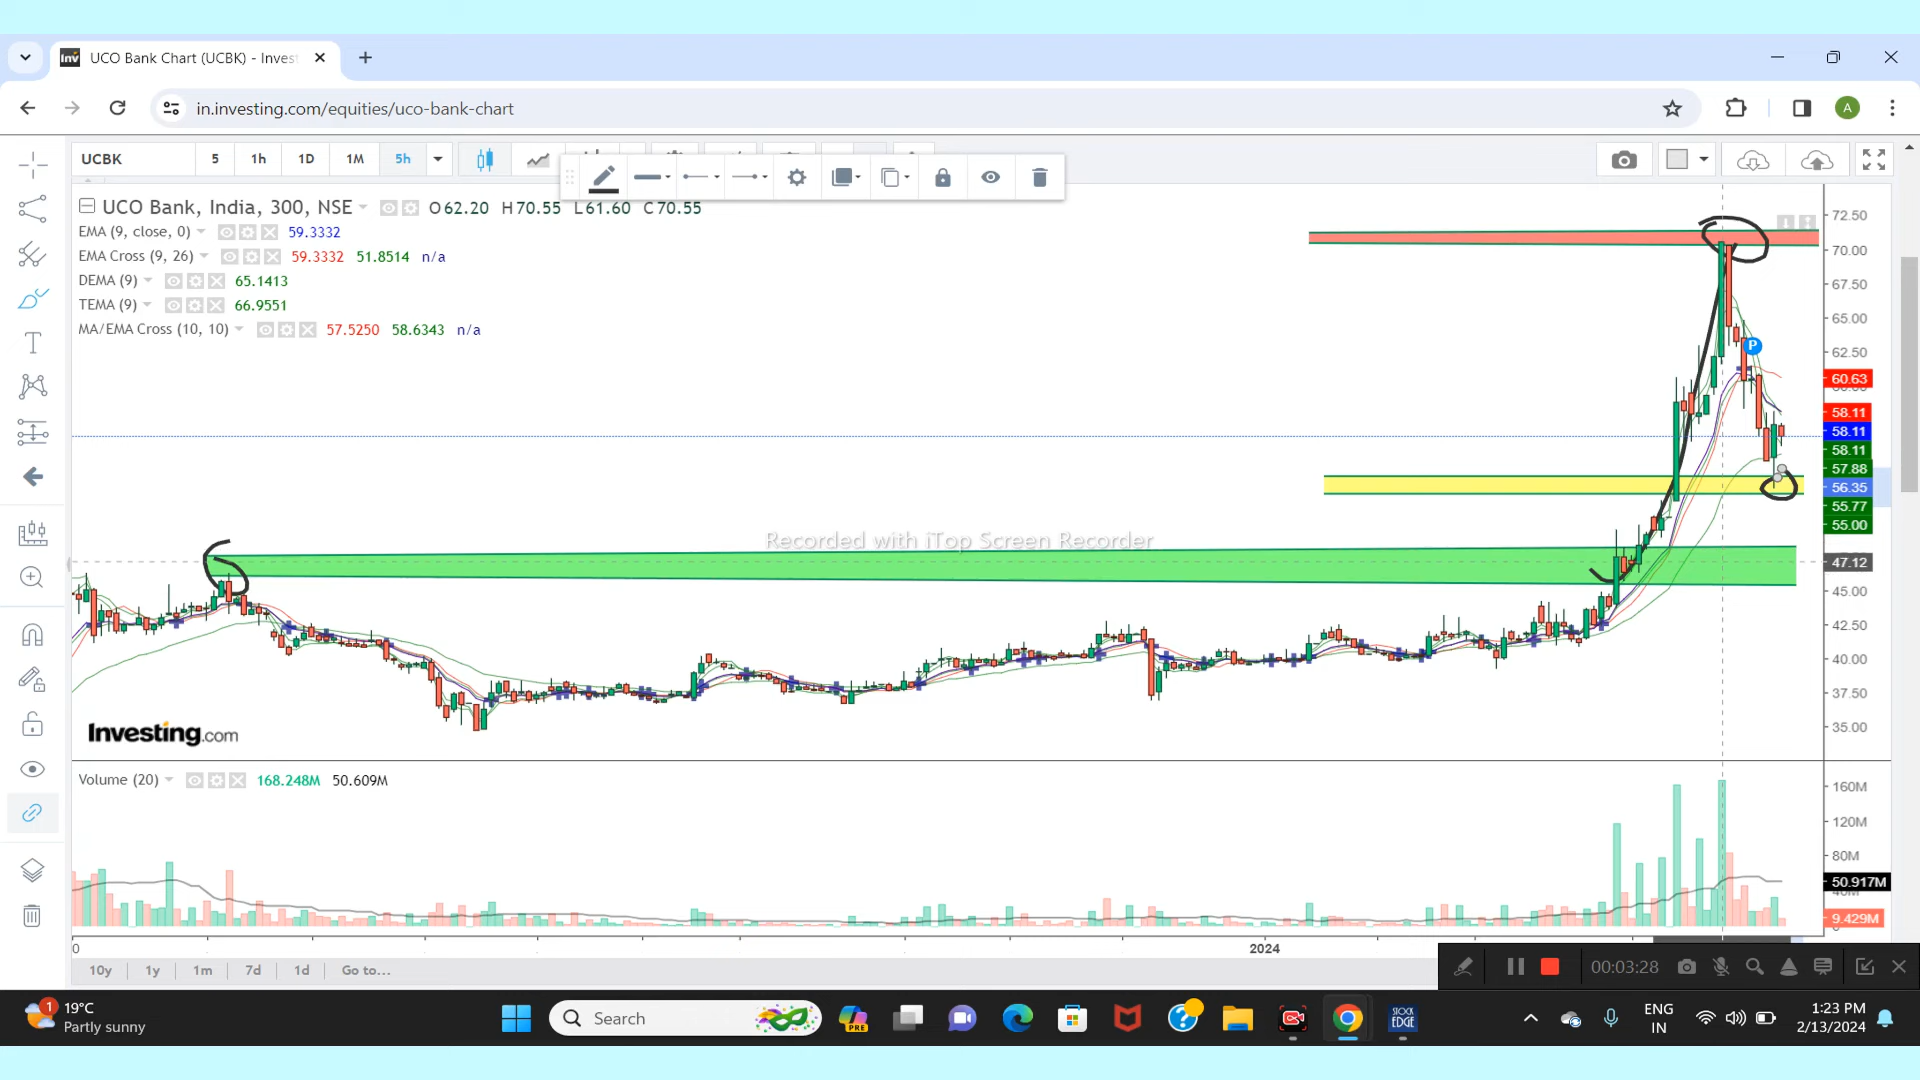 UCO Bank Chart (UCBK) - Inves
in.investing.com/equities/uco-bank-chart
A
UCBK 5 1h 1D 1M 5h
UCO Bank, India, 300, NSE O62.20 H70.55 L61.60 C70.55
EMA (9, close, 0) 59.3332
EMA Cross (9, 26) 59.3332 51.8514 n/a
DEMA (9) 65.1413
TEMA (9) 66.9551
MA/EMA Cross (10, 10) 57.5250 58.6343 n/a
72.50
70.00
67.50
65.00
62.50
60.63
58.11
58.11
58.11
57.88
56.35
55.77
55.00
47.12
45.00
42.50
40.00
37.50
35.00
P
Recorded with iTop Screen Recorder
Investing.com
Volume (20) 168.248M 50.609M
160M
120M
80M
50.917M
9.429M
0 2024
10y 1y 1m 7d 1d Go to...
00:03:28
1
19°C
Partly sunny
Search
PRE
STOCK
EDGE
ENG
IN
1:23 PM
2/13/2024